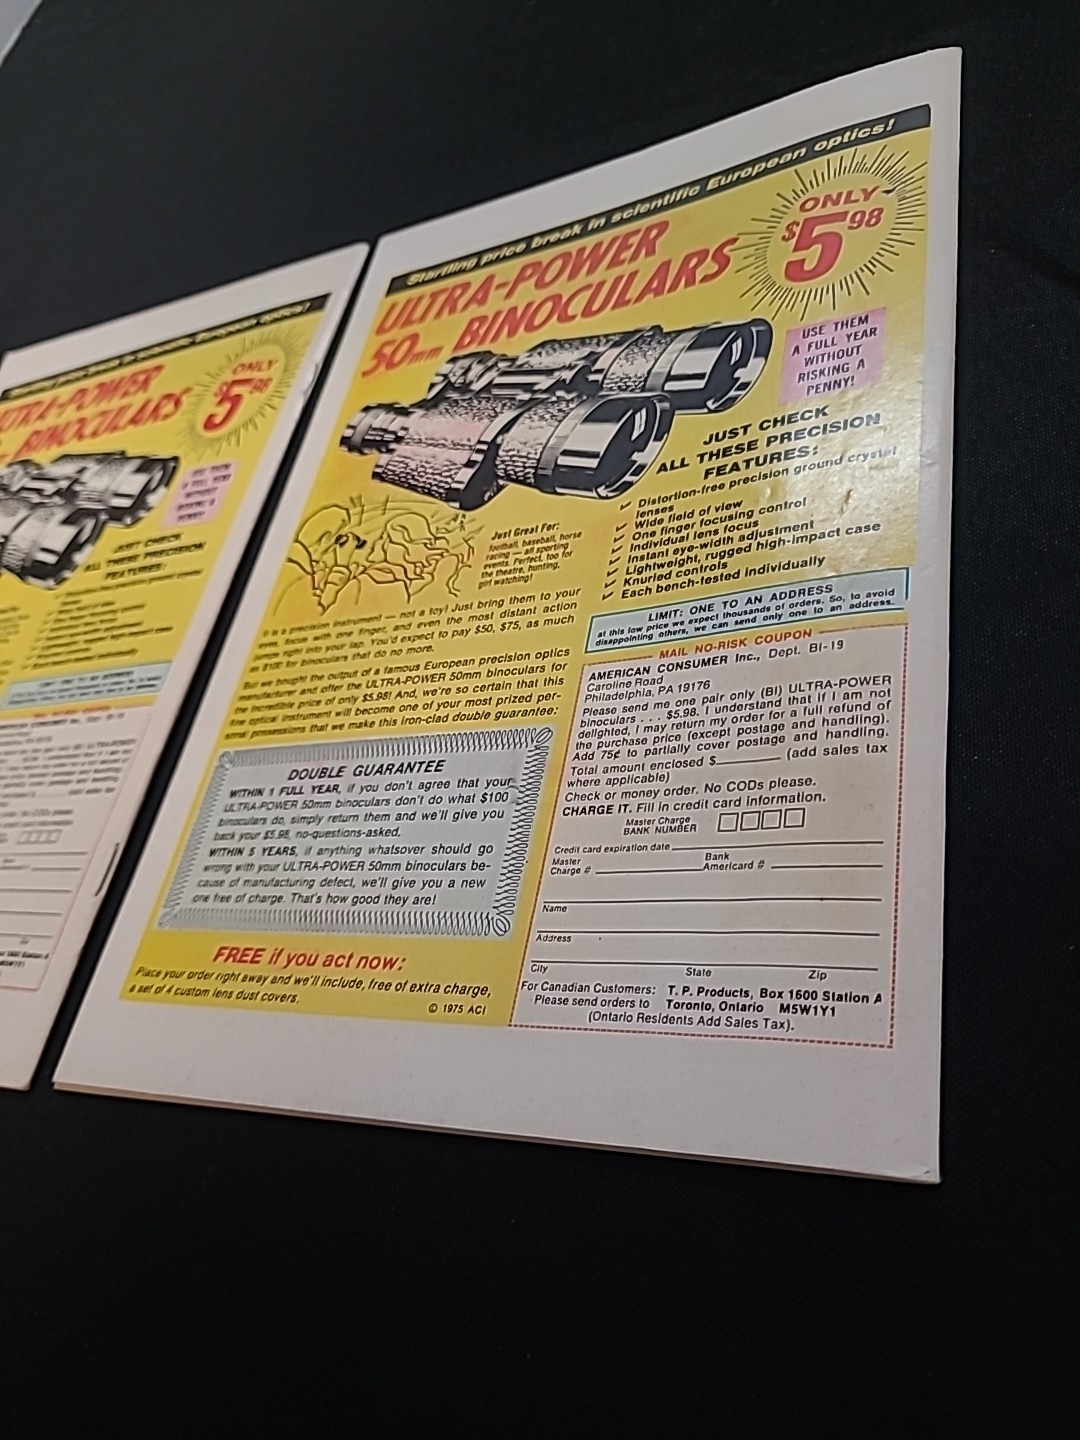 Startling price break in scientific European optics!
ULTRA-POWER
50mm BINOCULARS
ONLY
$5 98
USE THEM
A FULL YEAR
WITHOUT
RISKING A
PENNY!
JUST CHECK
ALL THESE PRECISION
FEATURES:
Distortion-free precision ground crystal
lenses
Wide field of view
One finger focusing control
Individual lens focus
Instant eye-width adjustment
Lightweight, rugged high-impact case
Knurled controls
Each bench-tested individually
Just Great For:
football, baseball, horse
racing — all sporting
events. Perfect, too for
the theatre, hunting,
girl watching!
It is a precision instrument — not a toy! Just bring them to your
eyes, focus with one finger, and even the most distant action
right into your lap. You'd expect to pay $50, $75, as much
as $100 for binoculars that do no more.
But we bought the output of a famous European precision optics
manufacturer and offer the ULTRA-POWER 50mm binoculars for
the incredible price of only $5.98! And, we're so certain that this
fine optical instrument will become one of your most prized per-
sonal possessions that we make this iron-clad double guarantee:
DOUBLE GUARANTEE
WITHIN 1 FULL YEAR, if you don't agree that your
ULTRA-POWER 50mm binoculars don't do what $100
binoculars do, simply return them and we'll give you
back your $5.98, no-questions-asked.
WITHIN 5 YEARS, if anything whatsoever should go
wrong with your ULTRA-POWER 50mm binoculars be-
cause of manufacturing defect, we'll give you a new
one free of charge. That's how good they are!
FREE if you act now:
Place your order right away and we'll include, free of extra charge,
a set of 4 custom lens dust covers.
© 1975 ACI
LIMIT: ONE TO AN ADDRESS
at this low price we expect thousands of orders. So, to avoid
disappointing others, we can send only one to an address.
MAIL NO-RISK COUPON
AMERICAN CONSUMER Inc., Dept. BI-19
Caroline Road
Philadelphia, PA 19176
Please send me one pair only (BI) ULTRA-POWER
binoculars . . . $5.98. I understand that if I am not
delighted, I may return my order for a full refund of
the purchase price (except postage and handling).
Add 75¢ to partially cover postage and handling.
Total amount enclosed $ (add sales tax
where applicable)
Check or money order. No CODs please.
CHARGE IT. Fill in credit card information.
Master Charge
BANK NUMBER
Credit card expiration date
Master
Charge #
Bank
Americard #
Name
Address
City State Zip
For Canadian Customers: T. P. Products, Box 1600 Station A
Please send orders to Toronto, Ontario M5W1Y1
(Ontario Residents Add Sales Tax).
ONLY
$5 98
JUST CHECK
ALL THESE PRECISION
FEATURES: